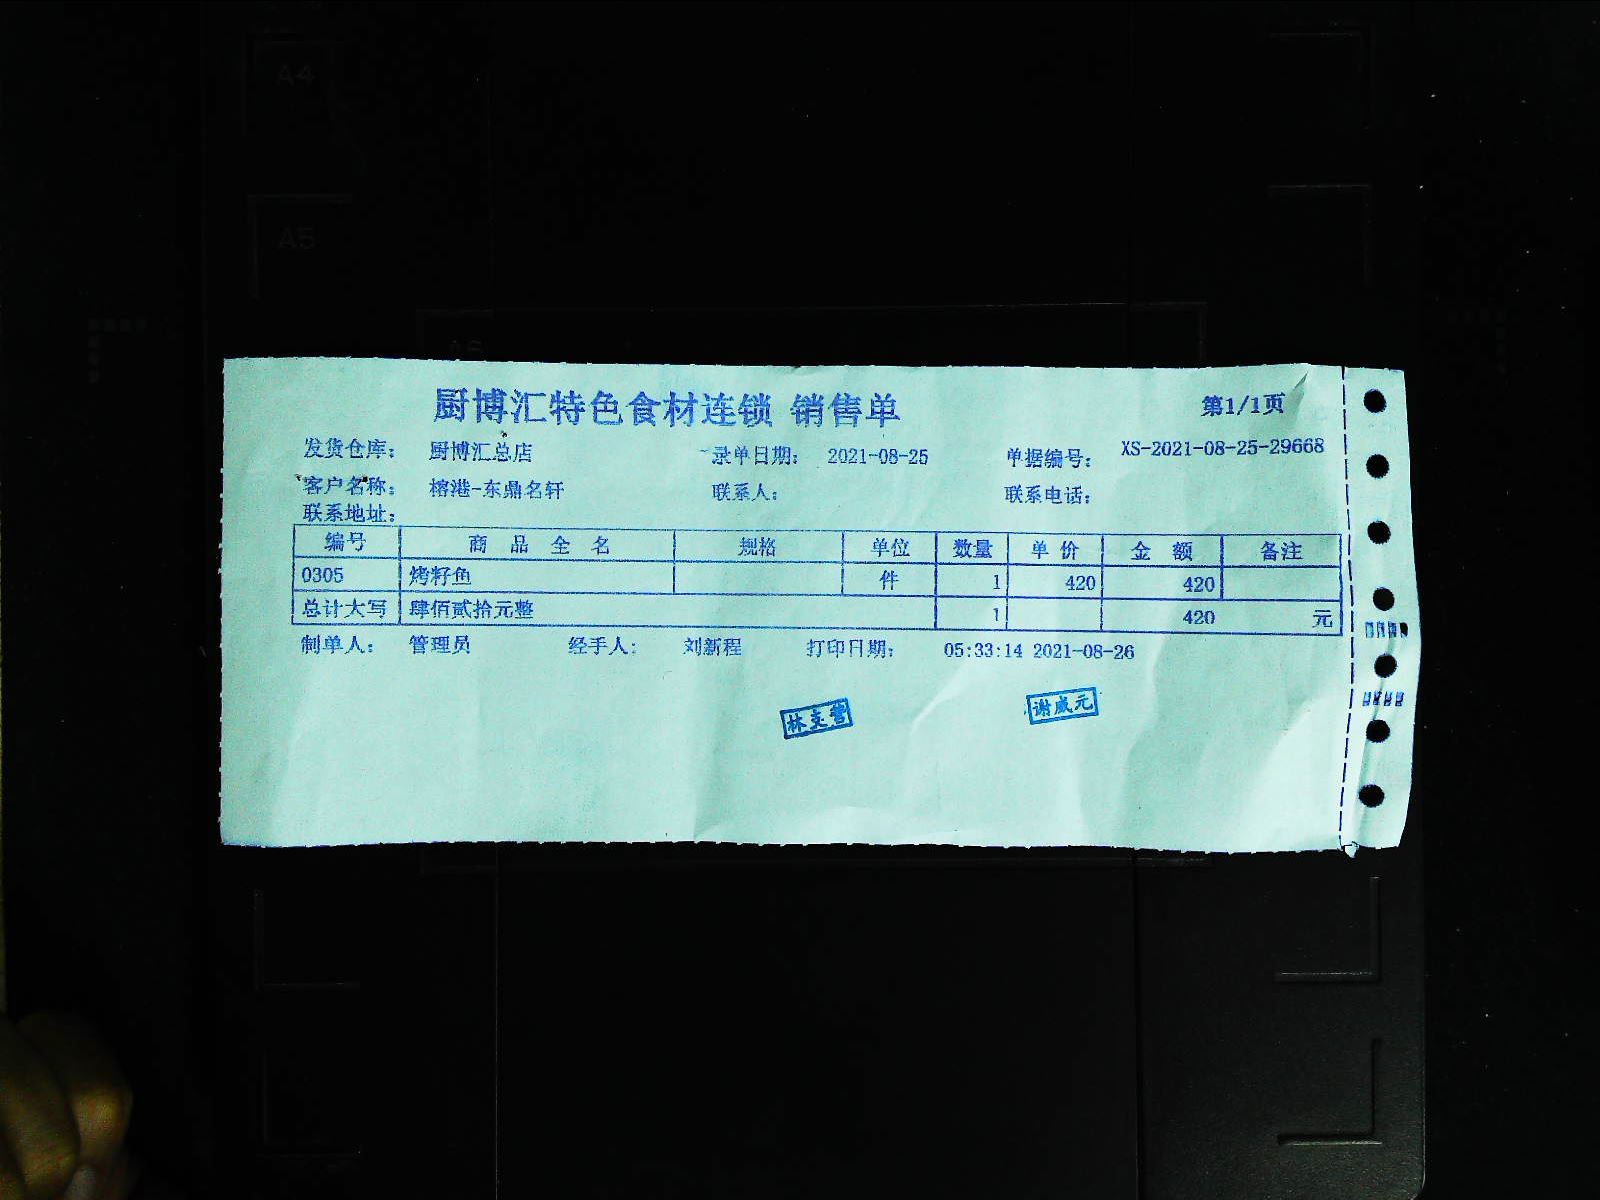 A4
A5
A6
厨博汇特色食材连锁 销售单 第1/1页
发货仓库： 厨博汇总店 录单日期： 2021-08-25 单据编号： XS-2021-08-25-29668
客户名称： 榕港-东鼎名轩 联系人： 联系电话：
联系地址：
编号 商品全名 规格 单位 数量 单价 金额 备注
0305 烤籽鱼 件 1 420 420
总计大写 肆佰贰拾元整 1 420 元
制单人： 管理员 经手人： 刘新程 打印日期： 05:33:14 2021-08-26
谢威元